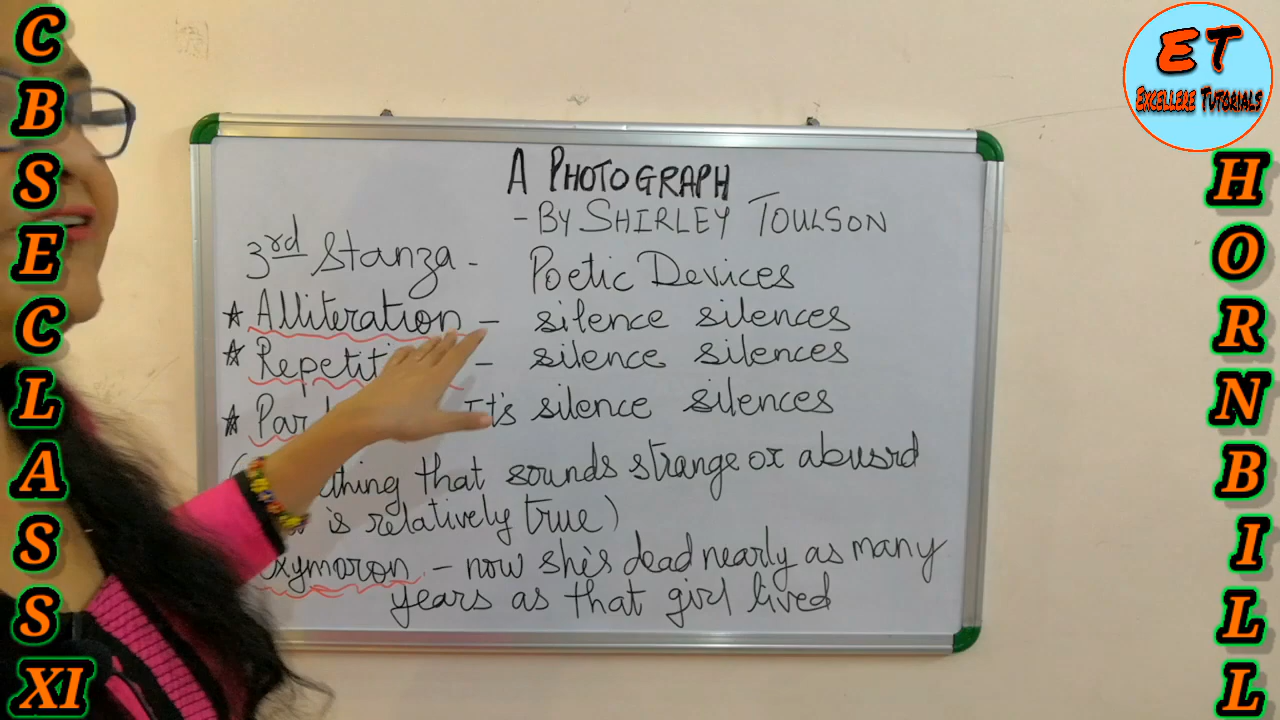 CBSE CLASS XI
ET
EXCELLERE TUTORIALS
HORNBILL
A PHOTOGRAPH
- BY SHIRLEY TOULSON
3rd Stanza - Poetic Devices
★ Alliteration - silence silences
★ Repetiti - silence silences
★ Par It's silence silences
( thing that sounds strange or abusrd
is relatively true)
xymoron - now she's dead nearly as many
years as that girl lived